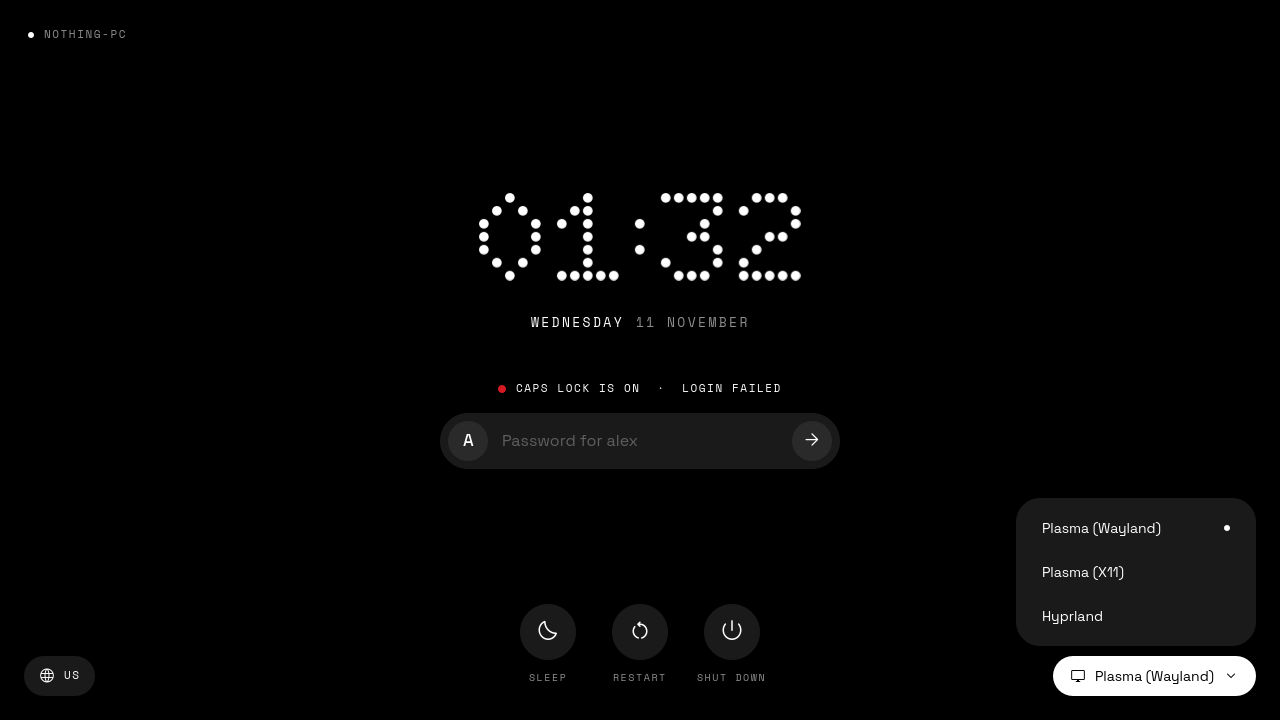 NOTHING-PC
01:32
WEDNESDAY 11 NOVEMBER
CAPS LOCK IS ON · LOGIN FAILED
A Password for alex
Plasma (Wayland)
Plasma (X11)
Hyprland
SLEEP RESTART SHUT DOWN
US
Plasma (Wayland)